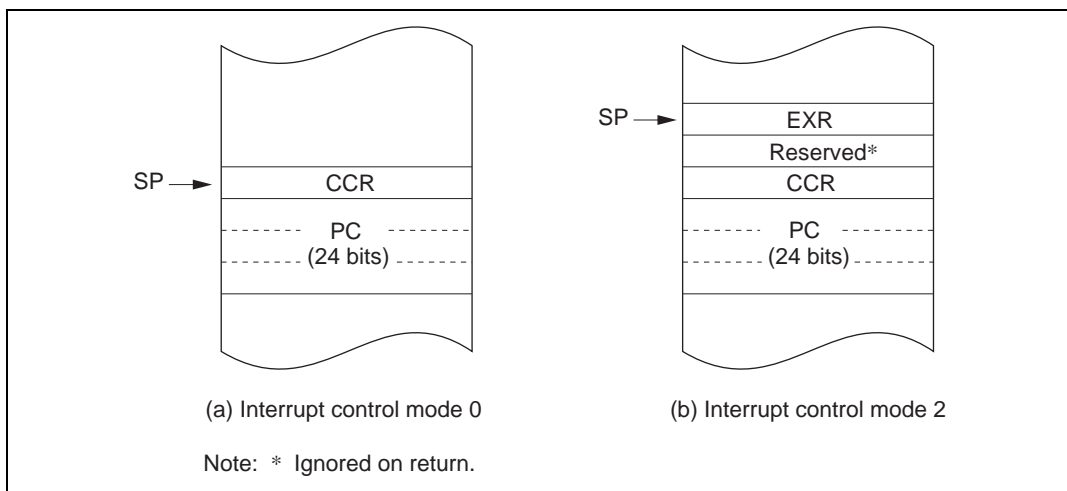 SP
CCR
PC
(24 bits)
(a) Interrupt control mode 0
SP
EXR
Reserved*
CCR
PC
(24 bits)
(b) Interrupt control mode 2
Note: * Ignored on return.